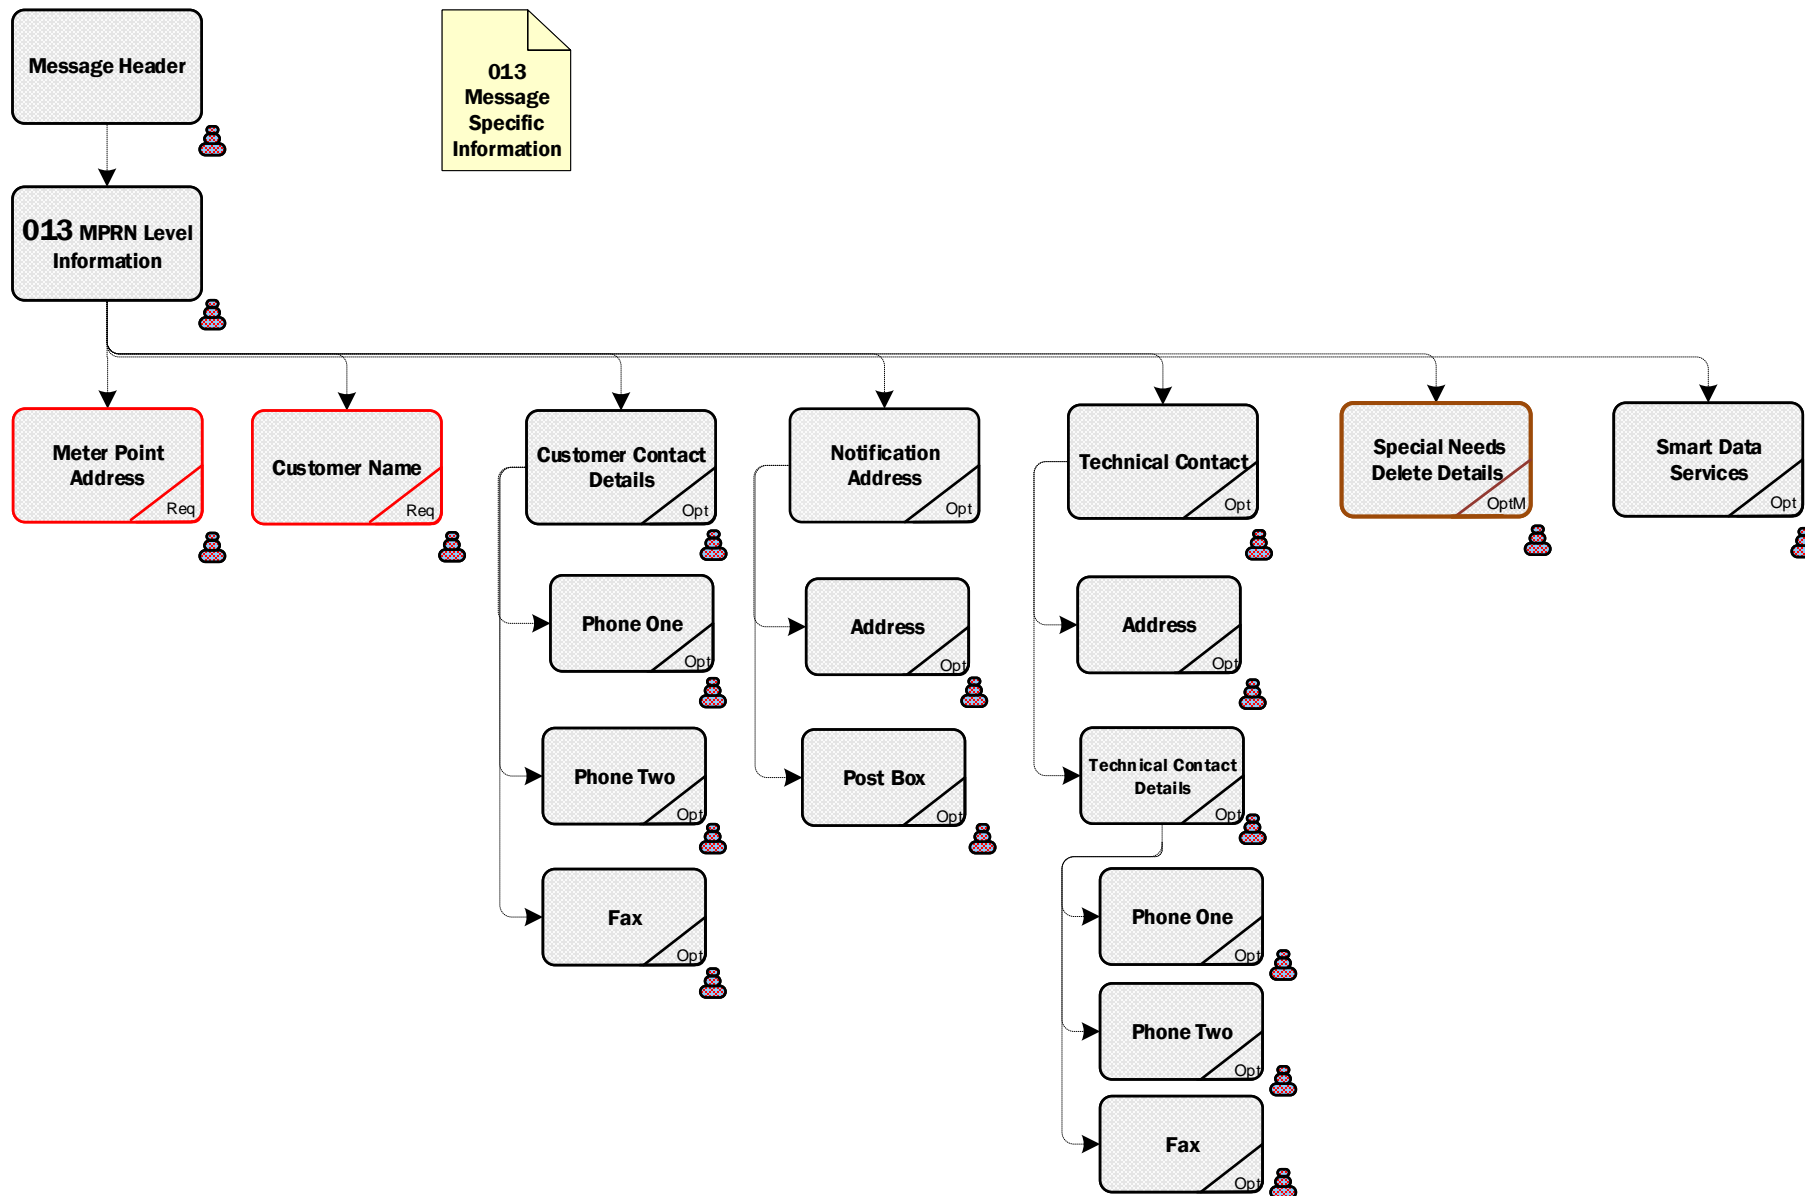 Message Header
013
Message
Specific
Information
013 MPRN Level
Information
Meter Point
Address
Req
Customer Name
Req
Customer Contact
Details
Opt
Notification
Address
Opt
Technical Contact
Opt
Special Needs
Delete Details
OptM
Smart Data
Services
Opt
Phone One
Opt
Address
Opt
Address
Opt
Phone Two
Opt
Post Box
Opt
Technical Contact
Details
Opt
Fax
Opt
Phone One
Opt
Phone Two
Opt
Fax
Opt